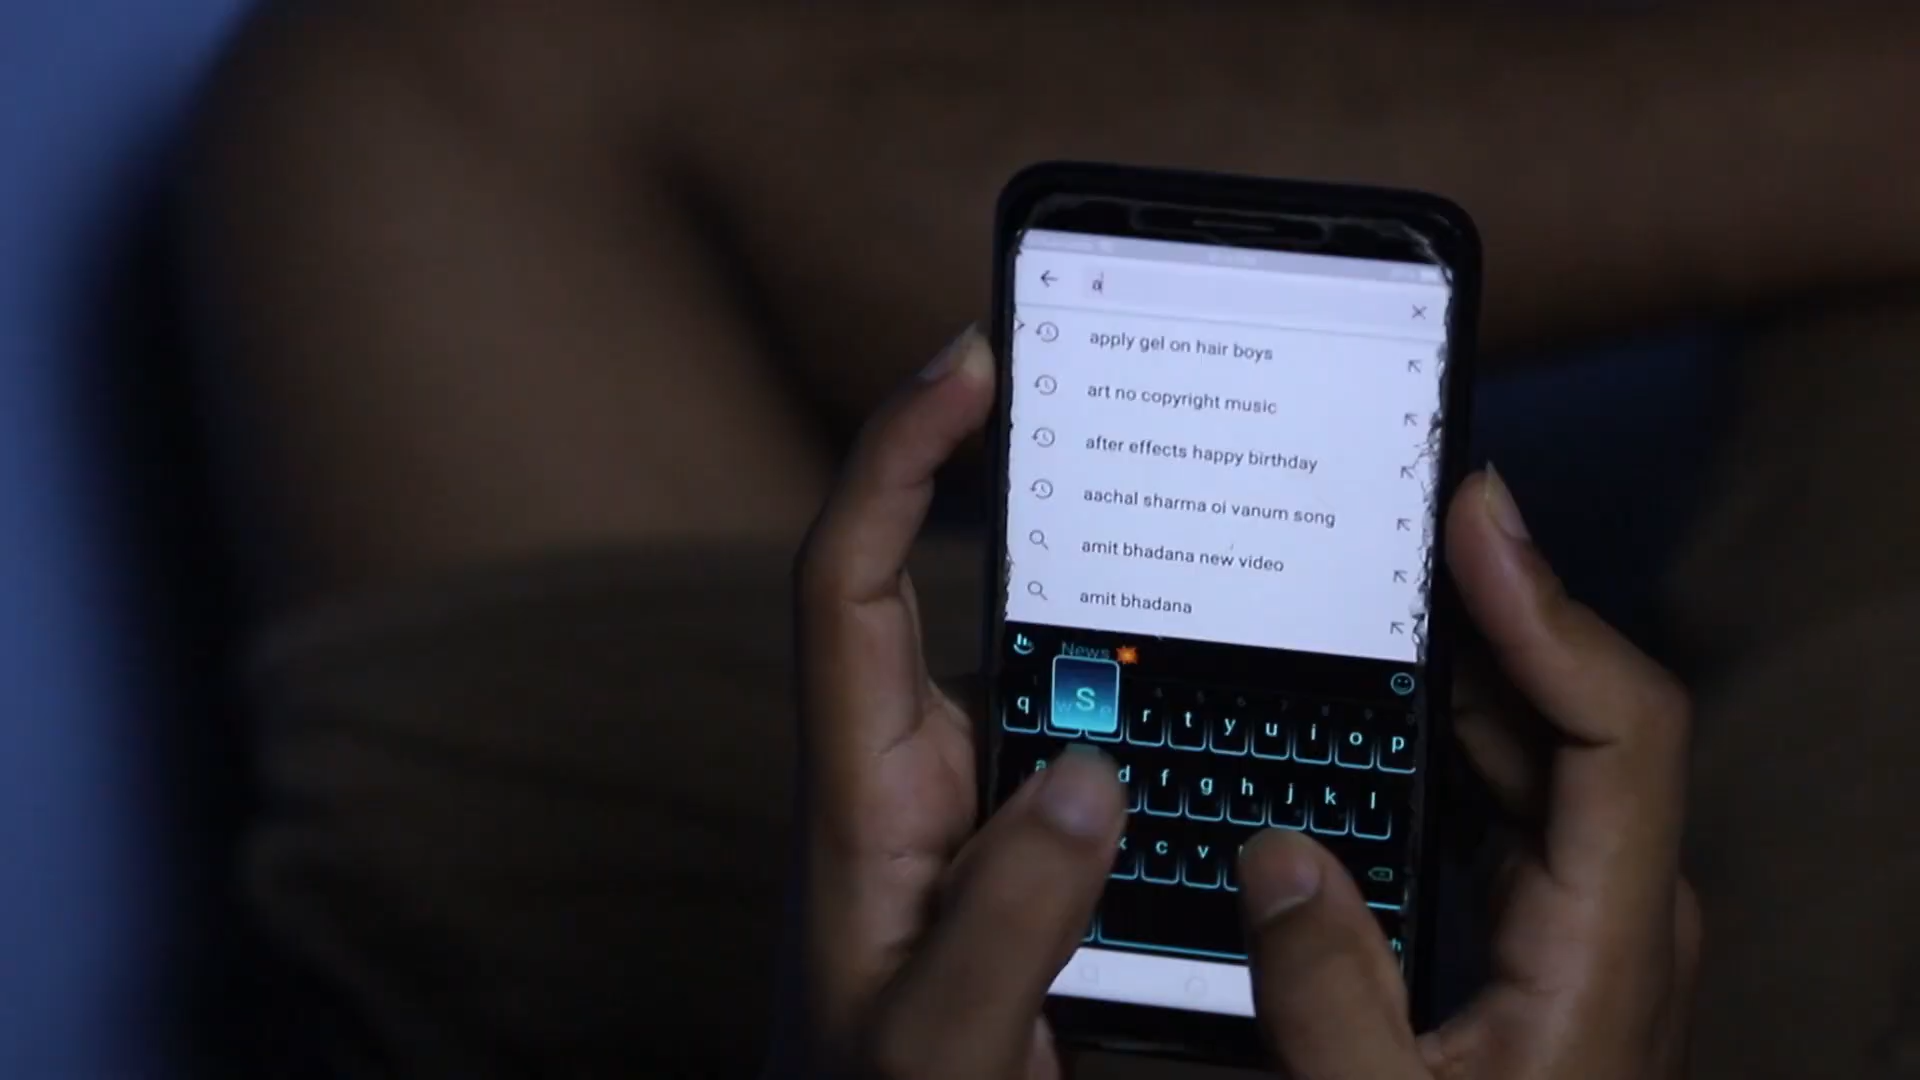 a
apply gel on hair boys
art no copyright music
after effects happy birthday
aachal sharma oi vanum song
amit bhadana new video
amit bhadana
News
q w S e r t y u i o p
a d f g h j k l
x c v